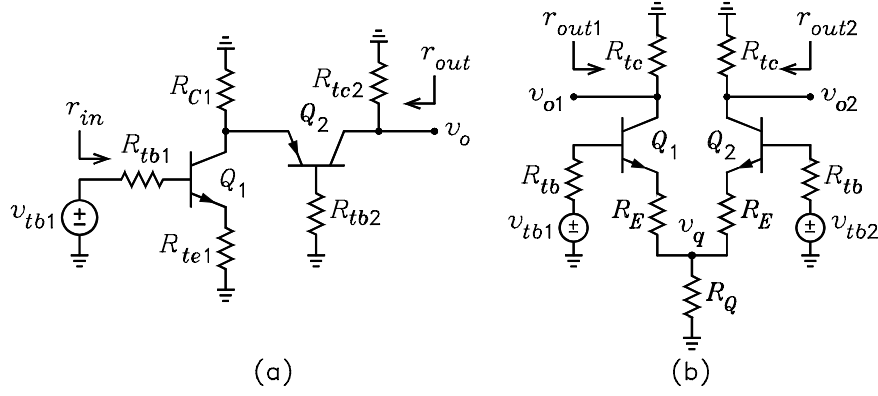 r_in
R_tb1
v_tb1
R_C1
Q_1
R_te1
Q_2
R_tb2
R_tc2
r_out
v_o
(a)
r_out1
R_tc
v_o1
Q_1
R_tb
v_tb1
R_E
v_q
R_Q
r_out2
R_tc
v_o2
Q_2
R_tb
v_tb2
R_E
(b)